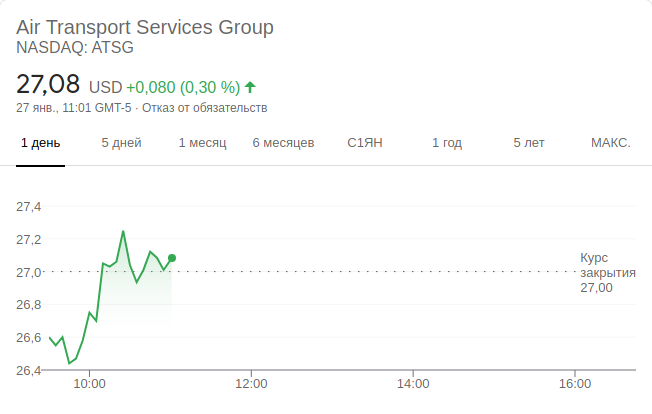 Air Transport Services Group
NASDAQ: ATSG
27,08 USD +0,080 (0,30 %)
27 янв., 11:01 GMT-5 · Отказ от обязательств
1 день 5 дней 1 месяц 6 месяцев С1ЯН 1 год 5 лет МАКС.
27,4
27,2
27,0
26,8
26,6
26,4
Курс
закрытия
27,00
10:00 12:00 14:00 16:00